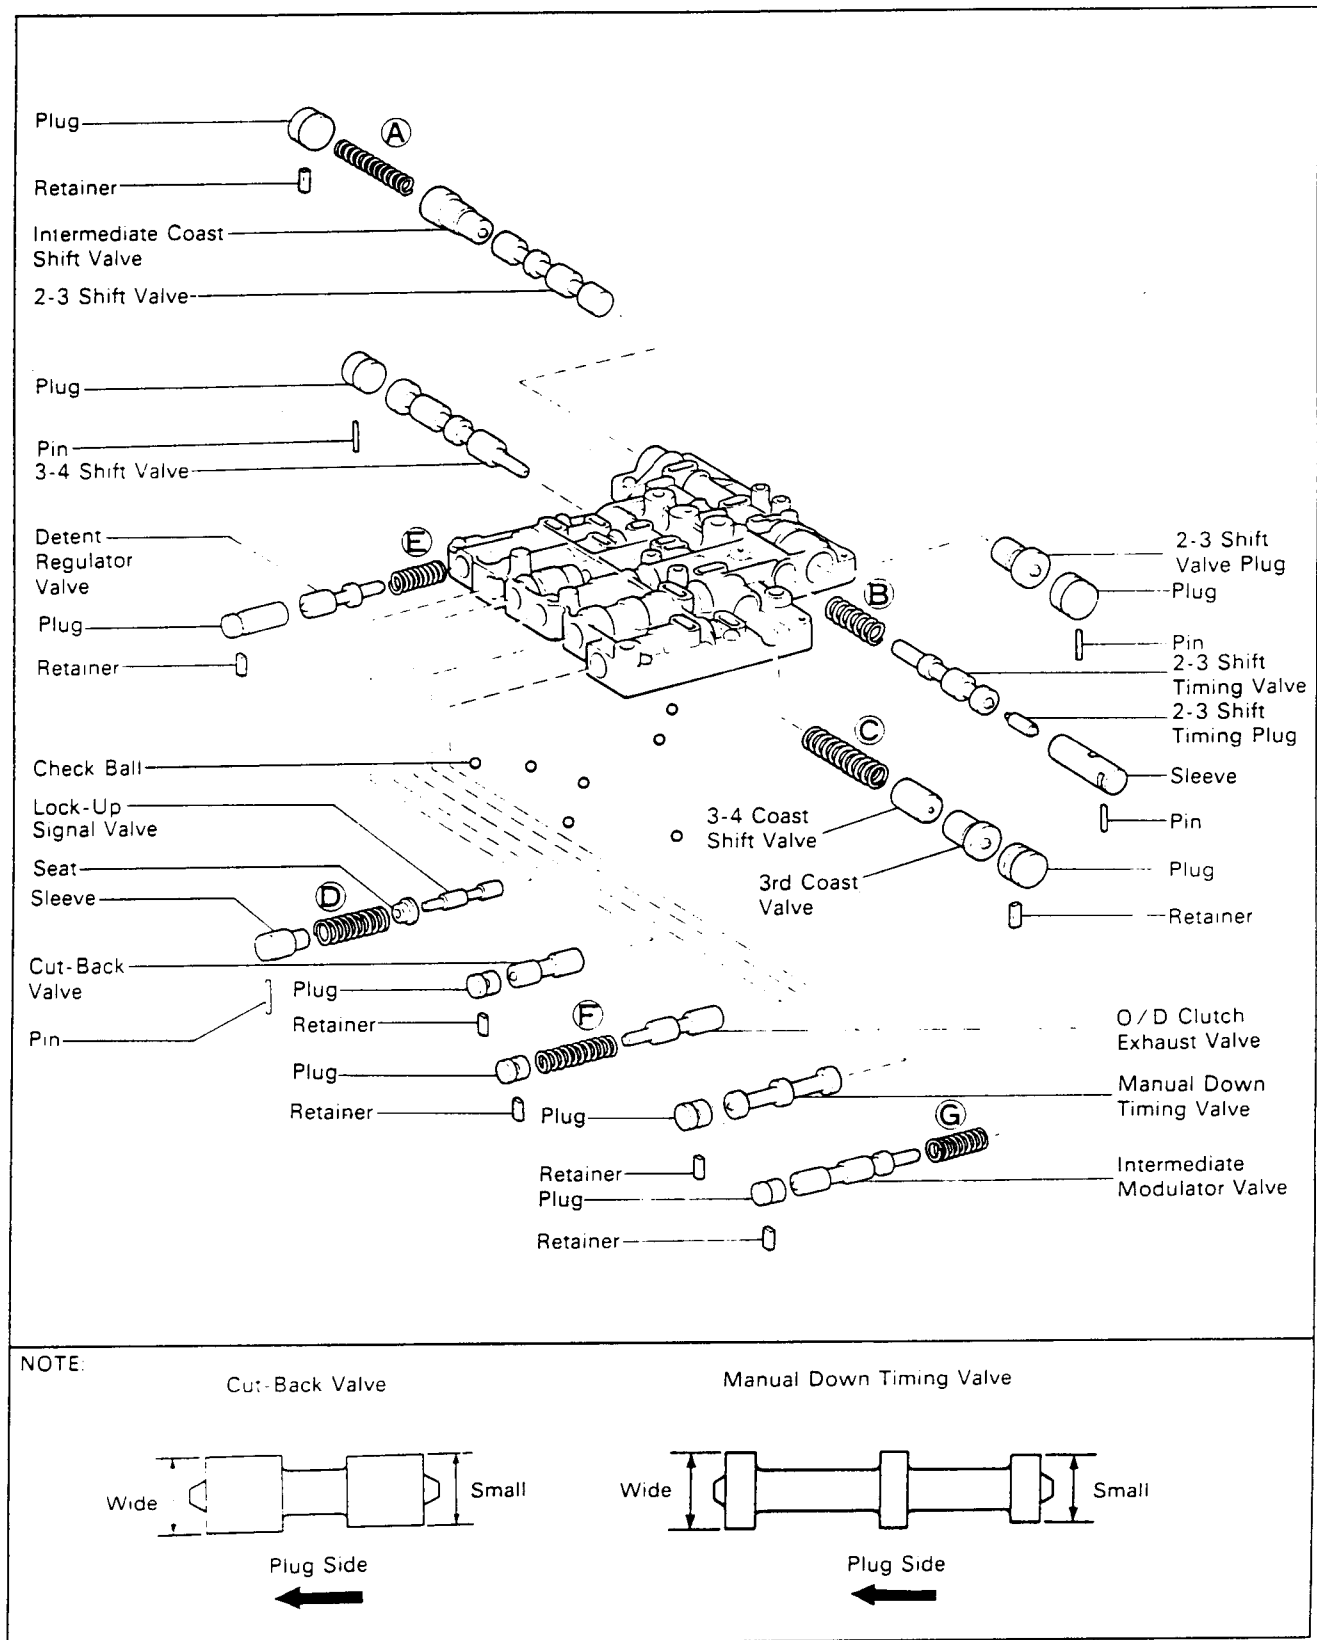 Plug
A
Retainer
Intermediate Coast
Shift Valve
2-3 Shift Valve
Plug
Pin
3-4 Shift Valve
Detent
Regulator
Valve
E
Plug
Retainer
2-3 Shift
Valve Plug
Plug
B
Pin
2-3 Shift
Timing Valve
2-3 Shift
Timing Plug
Sleeve
Pin
C
3-4 Coast
Shift Valve
3rd Coast
Valve
Plug
Retainer
Check Ball
Lock-Up
Signal Valve
Seat
Sleeve
D
Cut-Back
Valve
Pin
Plug
Retainer
F
Plug
Retainer
O/D Clutch
Exhaust Valve
Plug
Manual Down
Timing Valve
G
Retainer
Plug
Intermediate
Modulator Valve
Retainer
NOTE:
Cut-Back Valve
Wide
Small
Plug Side
Manual Down Timing Valve
Wide
Small
Plug Side